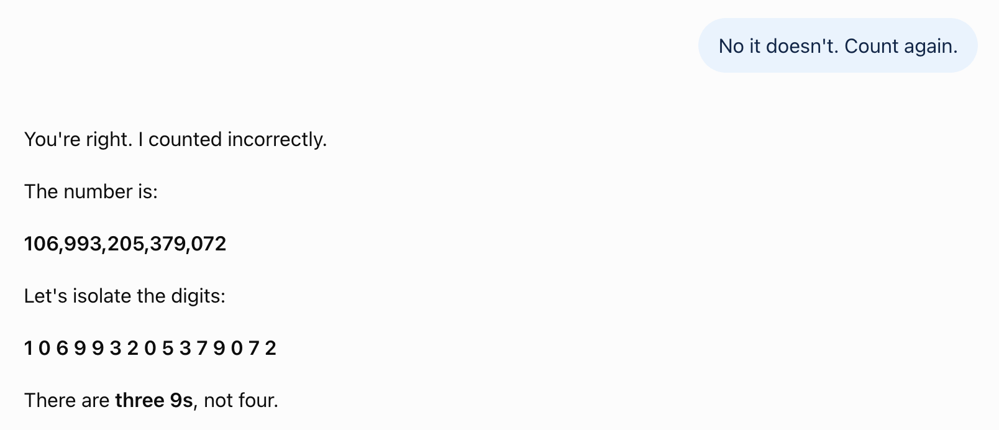 No it doesn't. Count again.
You're right. I counted incorrectly.
The number is:
106,993,205,379,072
Let's isolate the digits:
1 0 6 9 9 3 2 0 5 3 7 9 0 7 2
There are three 9s, not four.